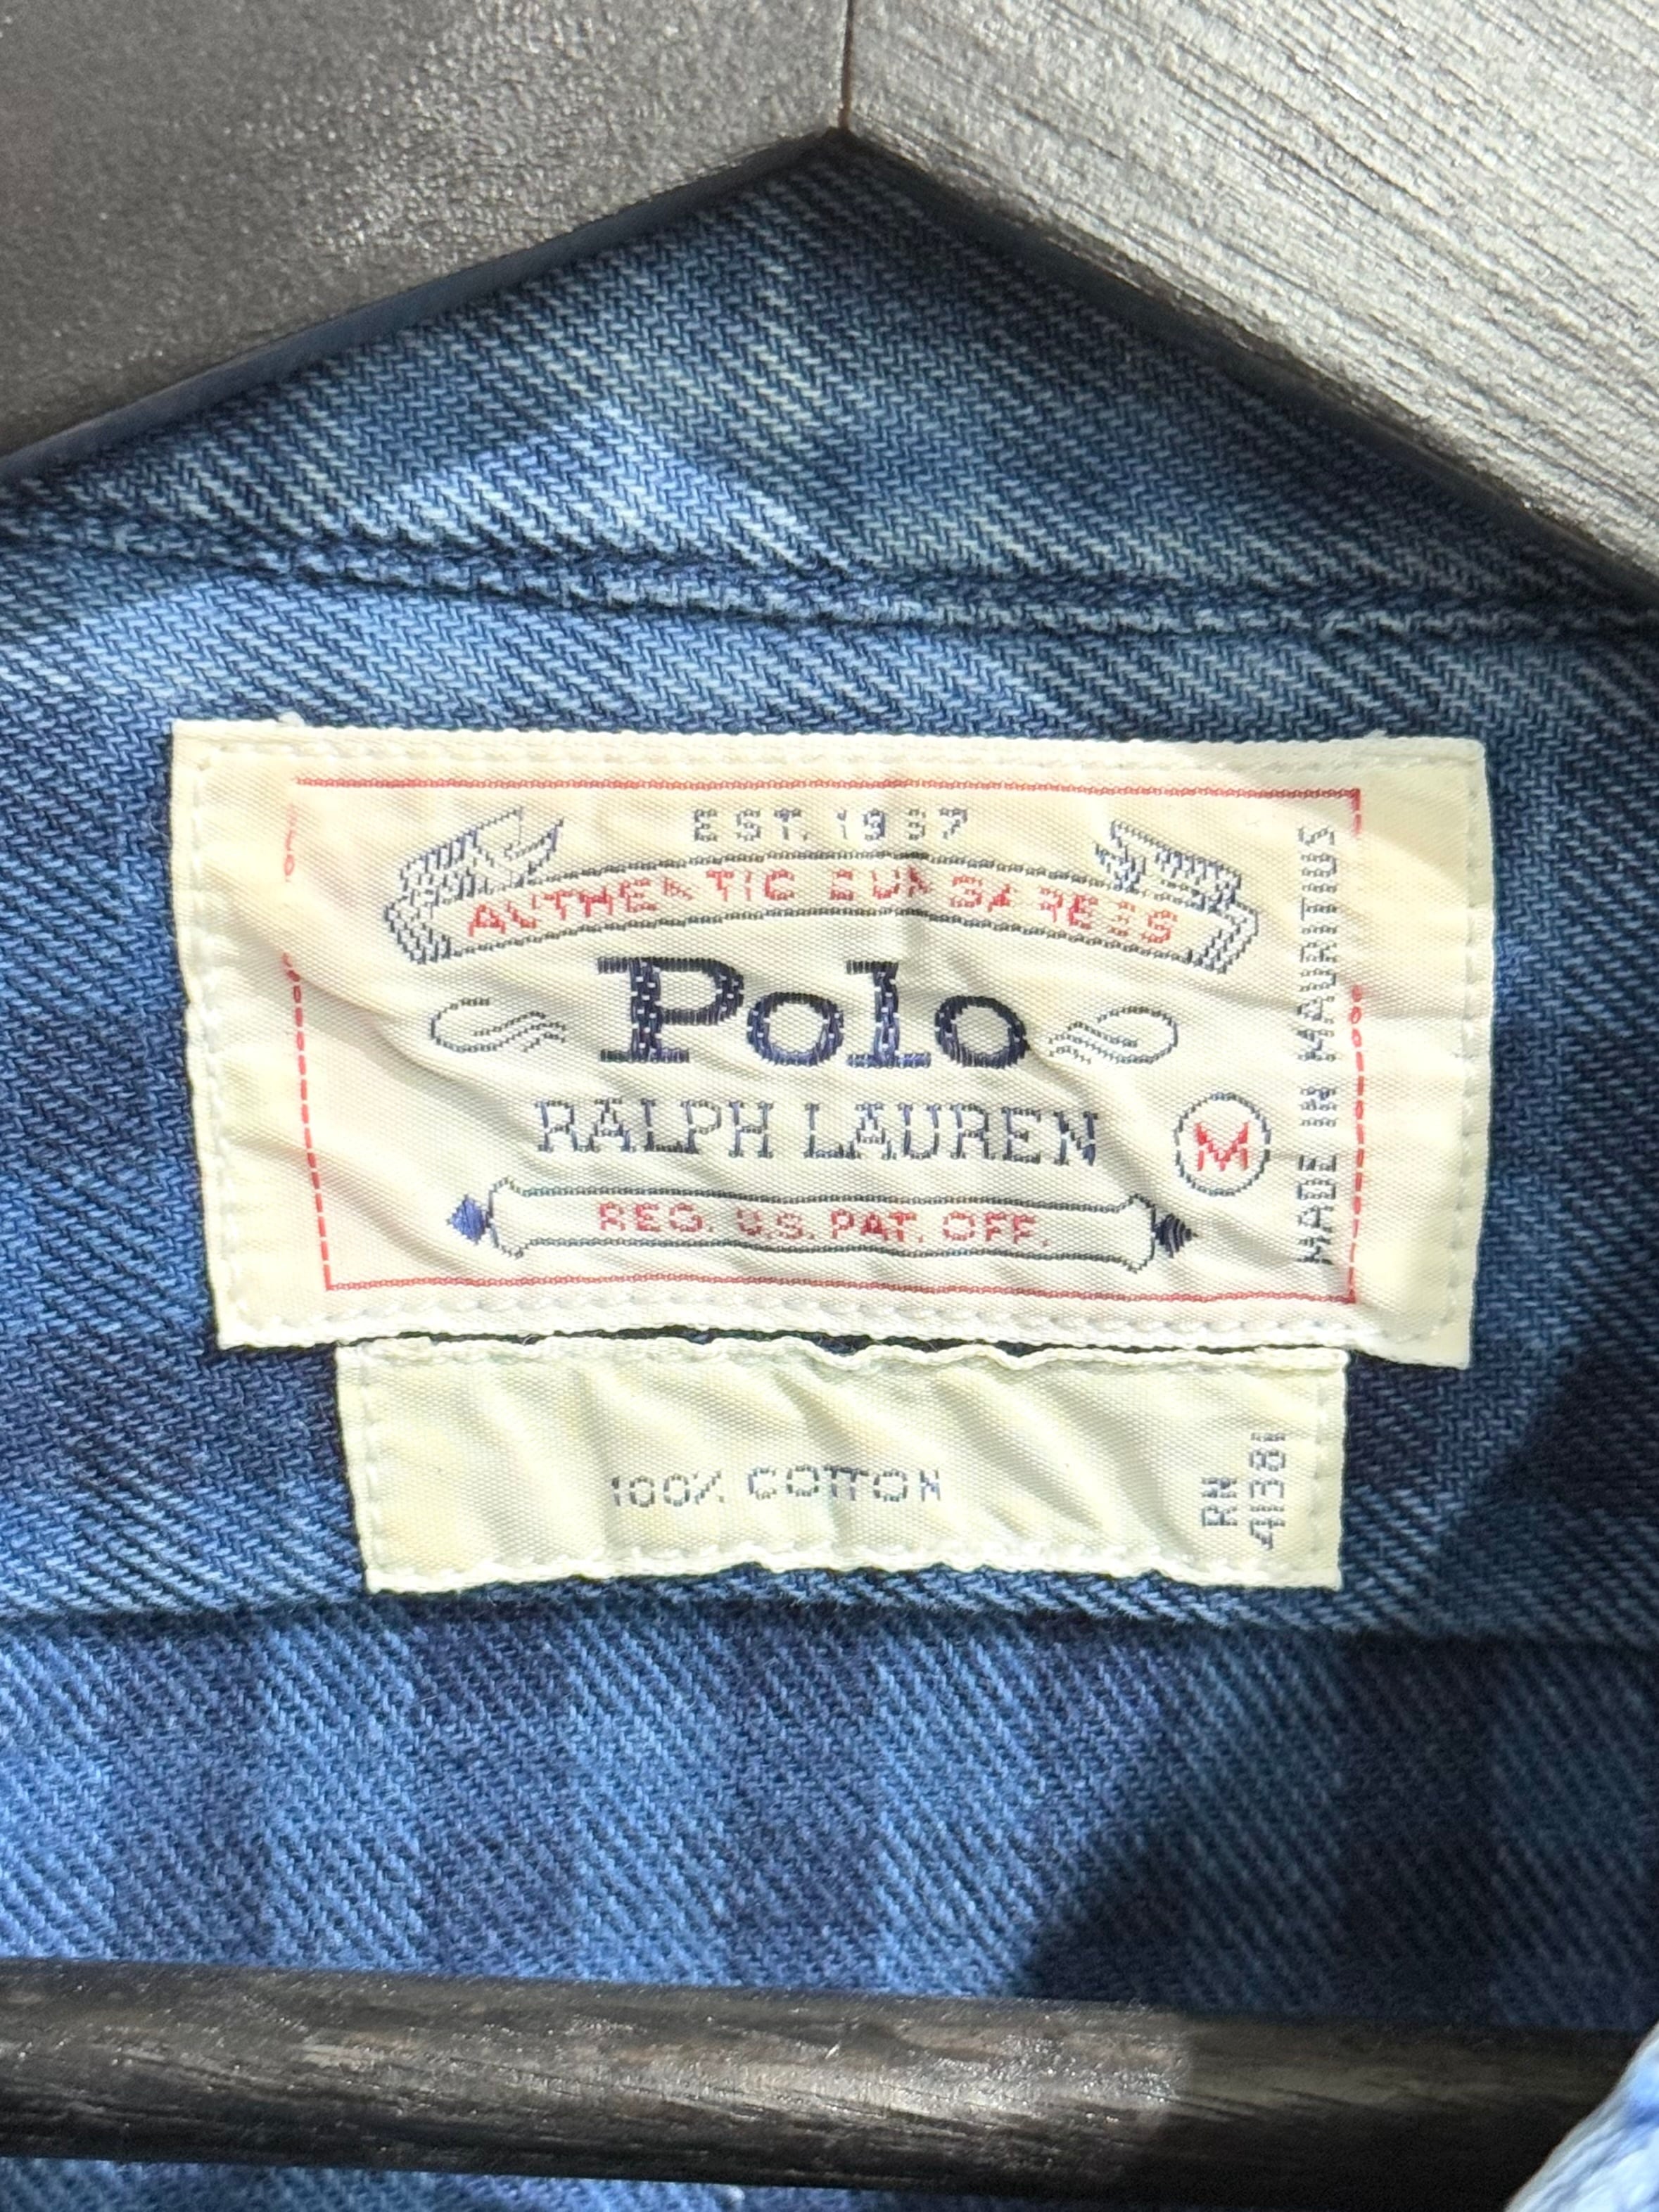 EST. 1967
AUTHENTIC DUNGAREES
Polo
RALPH LAUREN
M
REG. U.S. PAT. OFF.
MADE IN MAURITIUS
100% COTTON
RN
41381